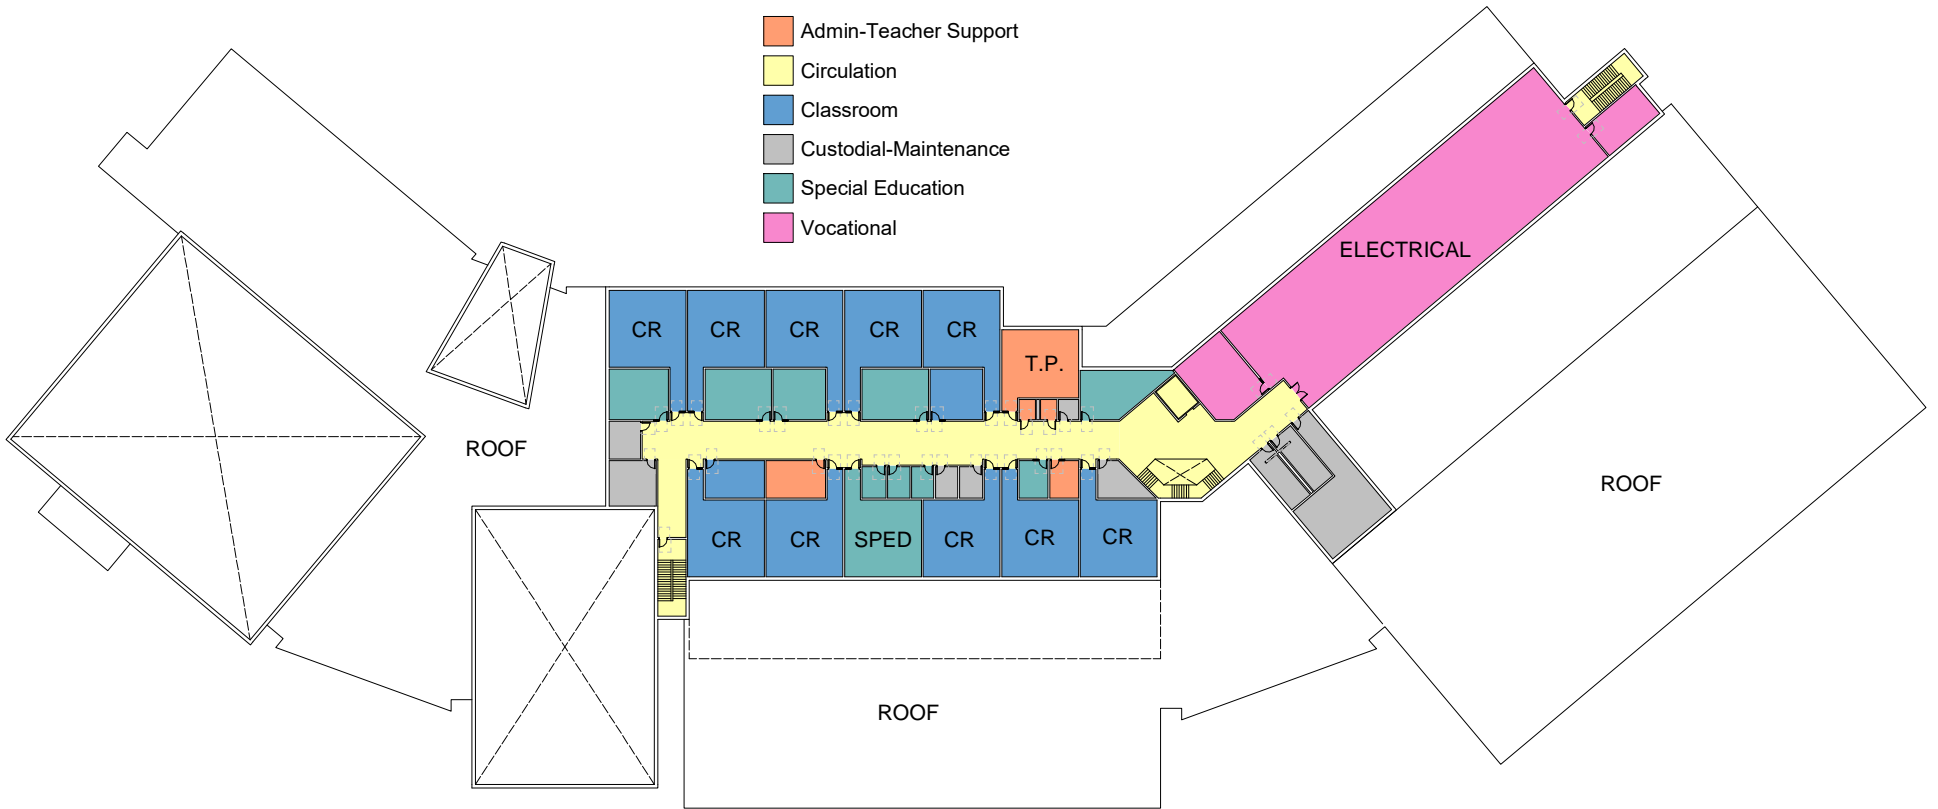 Admin-Teacher Support
Circulation
Classroom
Custodial-Maintenance
Special Education
Vocational
ELECTRICAL
CR CR CR CR CR
T.P.
ROOF
ROOF
CR CR SPED CR CR CR
ROOF